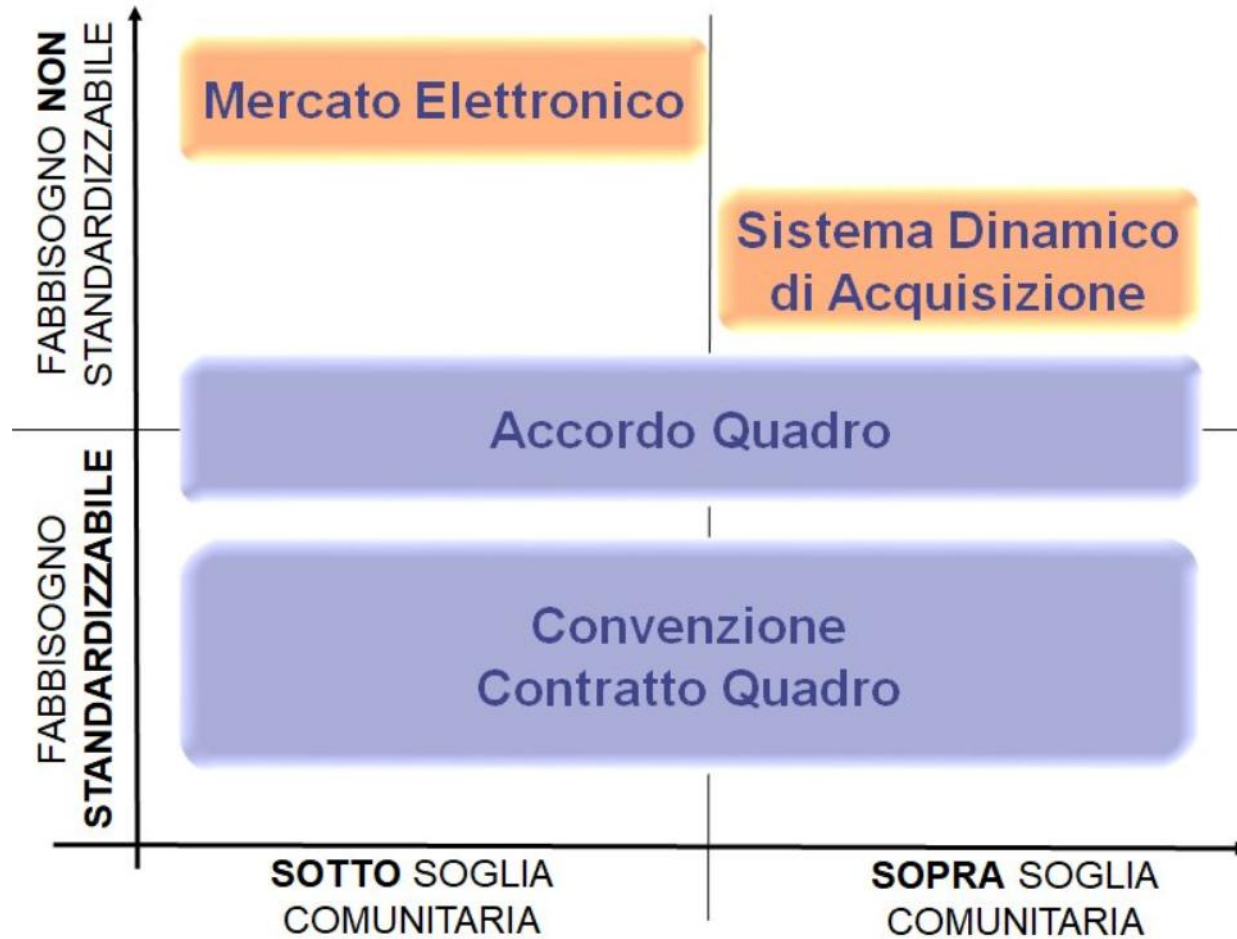 FABBISOGNO NON
STANDARDIZZABILE
Mercato Elettronico
Sistema Dinamico
di Acquisizione
Accordo Quadro
FABBISOGNO
STANDARDIZZABILE
Convenzione
Contratto Quadro
SOTTO SOGLIA
COMUNITARIA
SOPRA SOGLIA
COMUNITARIA